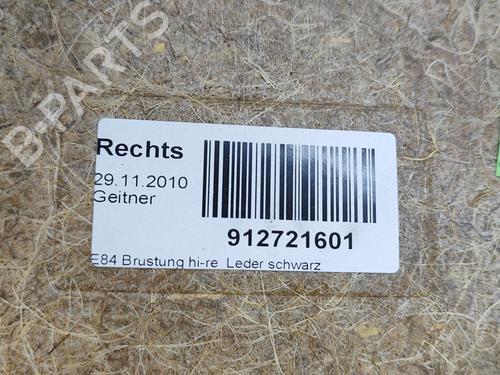 B-PARTS
Rechts
29.11.2010
Geitner
912721601
E84 Brustung hi-re Leder schwarz